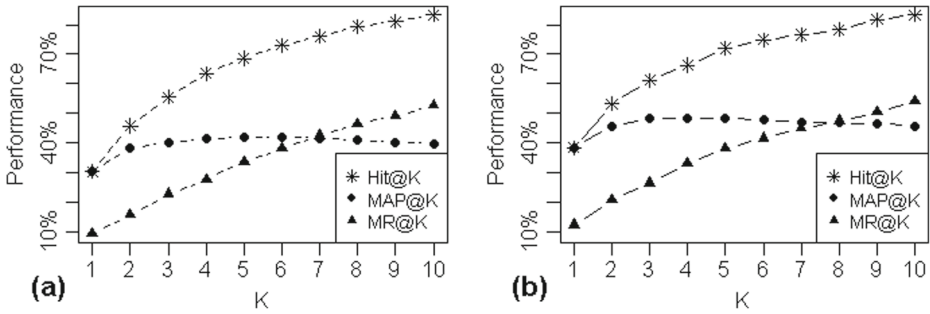 Performance
70%
40%
10%
Hit@K
MAP@K
MR@K
1 2 3 4 5 6 7 8 9 10
K
(a)
Performance
70%
40%
10%
Hit@K
MAP@K
MR@K
1 2 3 4 5 6 7 8 9 10
K
(b)